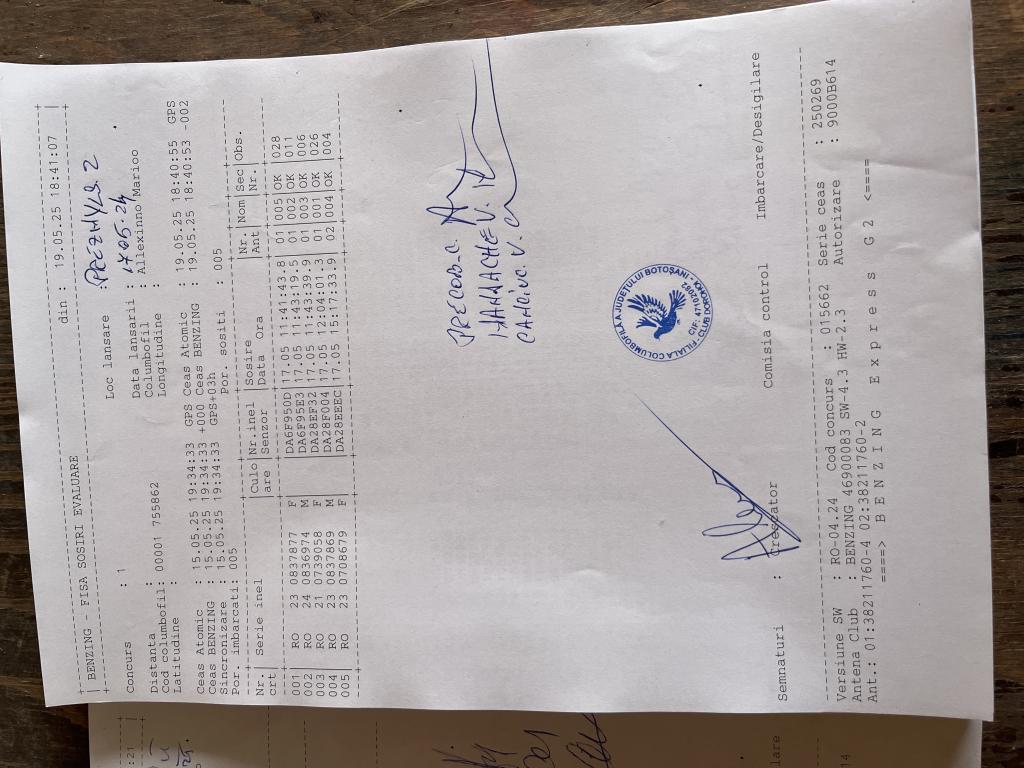 BENZING - FISA SOSIRI EVALUARE din : 19.05.25 18:41:07
Concurs : 1 Loc lansare :
Distanta : Data lansarii : 17.05.24
Cod columbofil: 00001 755862 Columbofil : Allexinno Marioo
Latitudine : Longitudine :
Ceas Atomic : 15.05.25 19:34:33 GPS Ceas Atomic : 19.05.25 18:40:55 GPS
Ceas BENZING : 15.05.25 19:34:33 +000 Ceas BENZING : 19.05.25 18:40:53 -002
Sincronizare : 15.05.25 19:34:33 GPS+03h
Por. imbarcati: 005 Por. sositi : 005
Nr. Serie inel Culo Nr.inel Sosire Nr. Nom Sec Obs.
crt are Senzor Data Ora Ant Nr.
001 RO 23 0837877 F DA6F950D 17.05 11:41:43.8 01 005 OK 028
002 RO 24 0836974 M DA6F95E3 17.05 11:43:19.5 01 002 OK 011
003 RO 21 0739058 F DA28EF32 17.05 11:43:39.9 01 003 OK 006
004 RO 23 0837869 M DA28F004 17.05 12:04:01.3 01 001 OK 026
005 RO 23 0708679 F DA28EEEC 17.05 15:17:33.9 02 004 OK 004
HANDACHE V.
FILIALA COLUMBOFILA A JUDETULUI BOTOŞANI - CLUB DOROHOI
CIF: 47102082
Semnaturi : Crescator Comisia control Imbarcare/Desigilare
Versiune SW : RO-04.24 Cod concurs : 015662 Serie ceas : 250269
Antena Club : BENZING 46900083 SW-4.3 HW-2.3 Autorizare : 9000B614
Ant.: 01:38211760-4 02:38211760-2
====> B E N Z I N G E x p r e s s G 2 <====